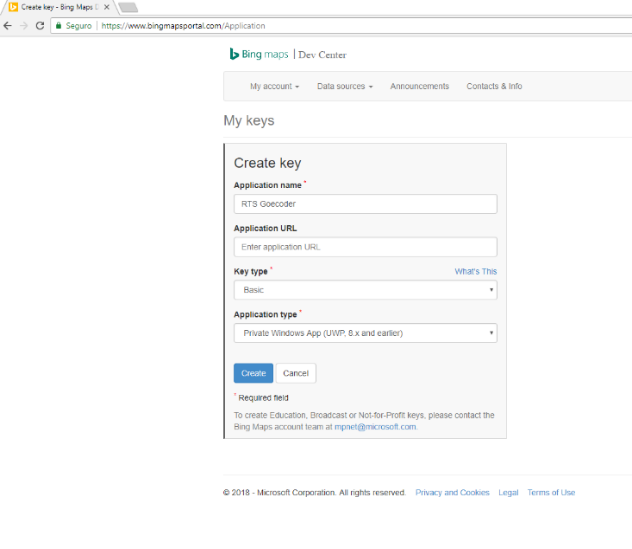 Create key - Bing Maps D
Seguro | https://www.bingmapsportal.com/Application
Bing maps | Dev Center
My account Data sources Announcements Contacts & Info
My keys
Create key
Application name *
RTS Goecoder
Application URL
Enter application URL
Key type * What's This
Basic
Application type *
Private Windows App (UWP, 8.x and earlier)
Create Cancel
* Required field
To create Education, Broadcast or Not-for-Profit keys, please contact the
Bing Maps account team at mpnet@microsoft.com.
© 2018 - Microsoft Corporation. All rights reserved. Privacy and Cookies Legal Terms of Use